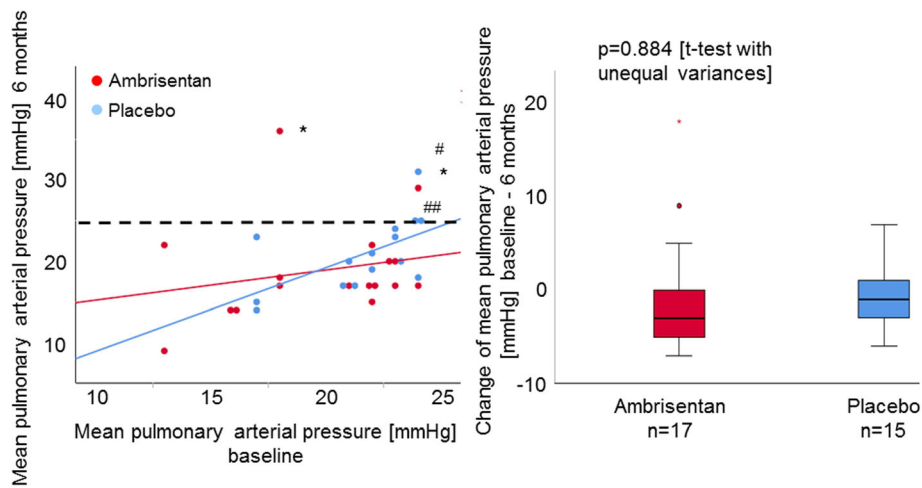 Mean pulmonary arterial pressure [mmHg] 6 months
40
30
20
10
Ambrisentan
Placebo
*
#
*
##
10
15
20
25
Mean pulmonary arterial pressure [mmHg]
baseline
Change of mean pulmonary arterial pressure
[mmHg] baseline - 6 months
p=0.884 [t-test with
unequal variances]
20
10
0
-10
*
Ambrisentan
n=17
Placebo
n=15